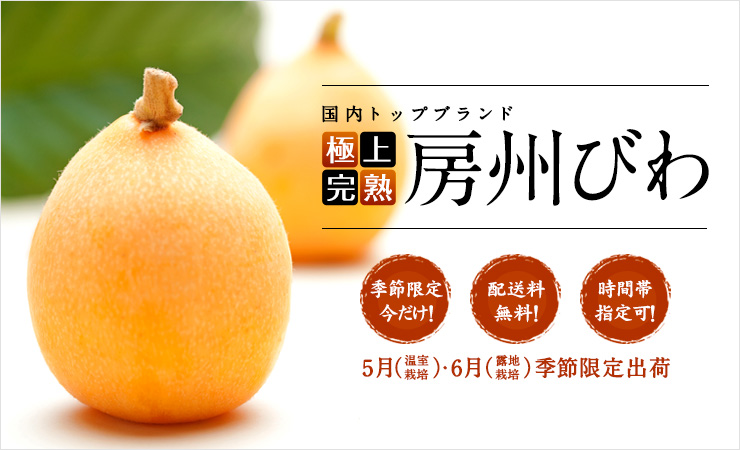 国内トップブランド
極上完熟 房州びわ
季節限定
今だけ!
配送料
無料!
時間帯
指定可!
5月(温室栽培)・6月(露地栽培)季節限定出荷